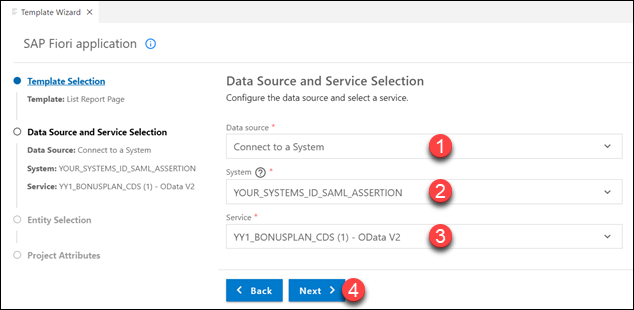 Template Wizard
SAP Fiori application
Template Selection
Template: List Report Page
Data Source and Service Selection
Data Source: Connect to a System
System: YOUR_SYSTEMS_ID_SAML_ASSERTION
Service: YY1_BONUSPLAN_CDS (1) - OData V2
Entity Selection
Project Attributes
Data Source and Service Selection
Configure the data source and select a service.
Data source *
Connect to a System
1
System ? *
YOUR_SYSTEMS_ID_SAML_ASSERTION
2
Service *
YY1_BONUSPLAN_CDS (1) - OData V2
3
Back
Next
4